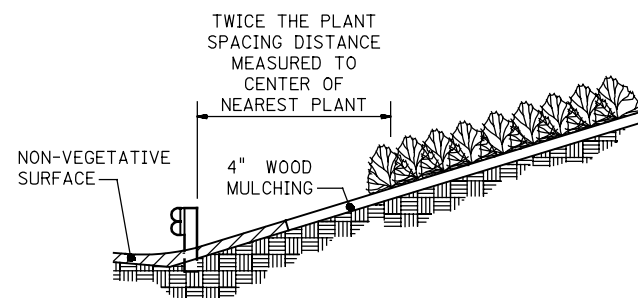 TWICE THE PLANT
SPACING DISTANCE
MEASURED TO
CENTER OF
NEAREST PLANT
NON-VEGETATIVE
SURFACE
4" WOOD
MULCHING